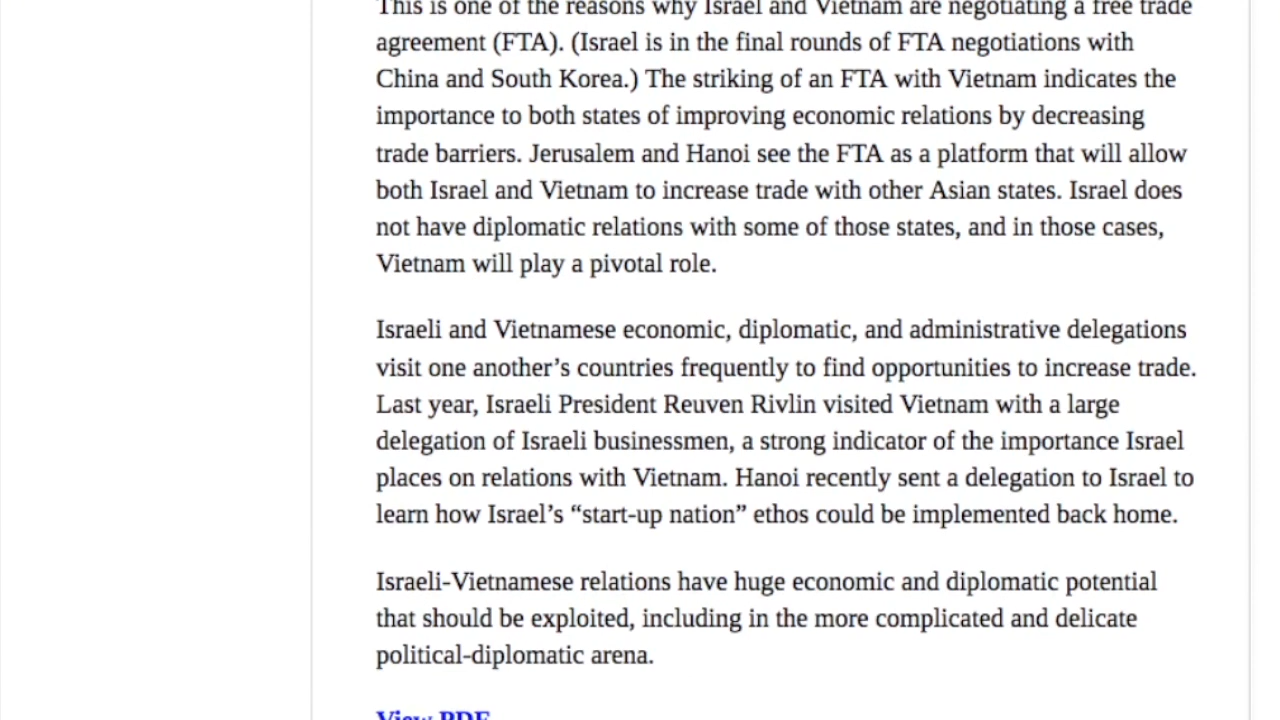 This is one of the reasons why Israel and Vietnam are negotiating a free trade
agreement (FTA). (Israel is in the final rounds of FTA negotiations with
China and South Korea.) The striking of an FTA with Vietnam indicates the
importance to both states of improving economic relations by decreasing
trade barriers. Jerusalem and Hanoi see the FTA as a platform that will allow
both Israel and Vietnam to increase trade with other Asian states. Israel does
not have diplomatic relations with some of those states, and in those cases,
Vietnam will play a pivotal role.
Israeli and Vietnamese economic, diplomatic, and administrative delegations
visit one another’s countries frequently to find opportunities to increase trade.
Last year, Israeli President Reuven Rivlin visited Vietnam with a large
delegation of Israeli businessmen, a strong indicator of the importance Israel
places on relations with Vietnam. Hanoi recently sent a delegation to Israel to
learn how Israel’s “start-up nation” ethos could be implemented back home.
Israeli-Vietnamese relations have huge economic and diplomatic potential
that should be exploited, including in the more complicated and delicate
political-diplomatic arena.
View PDF